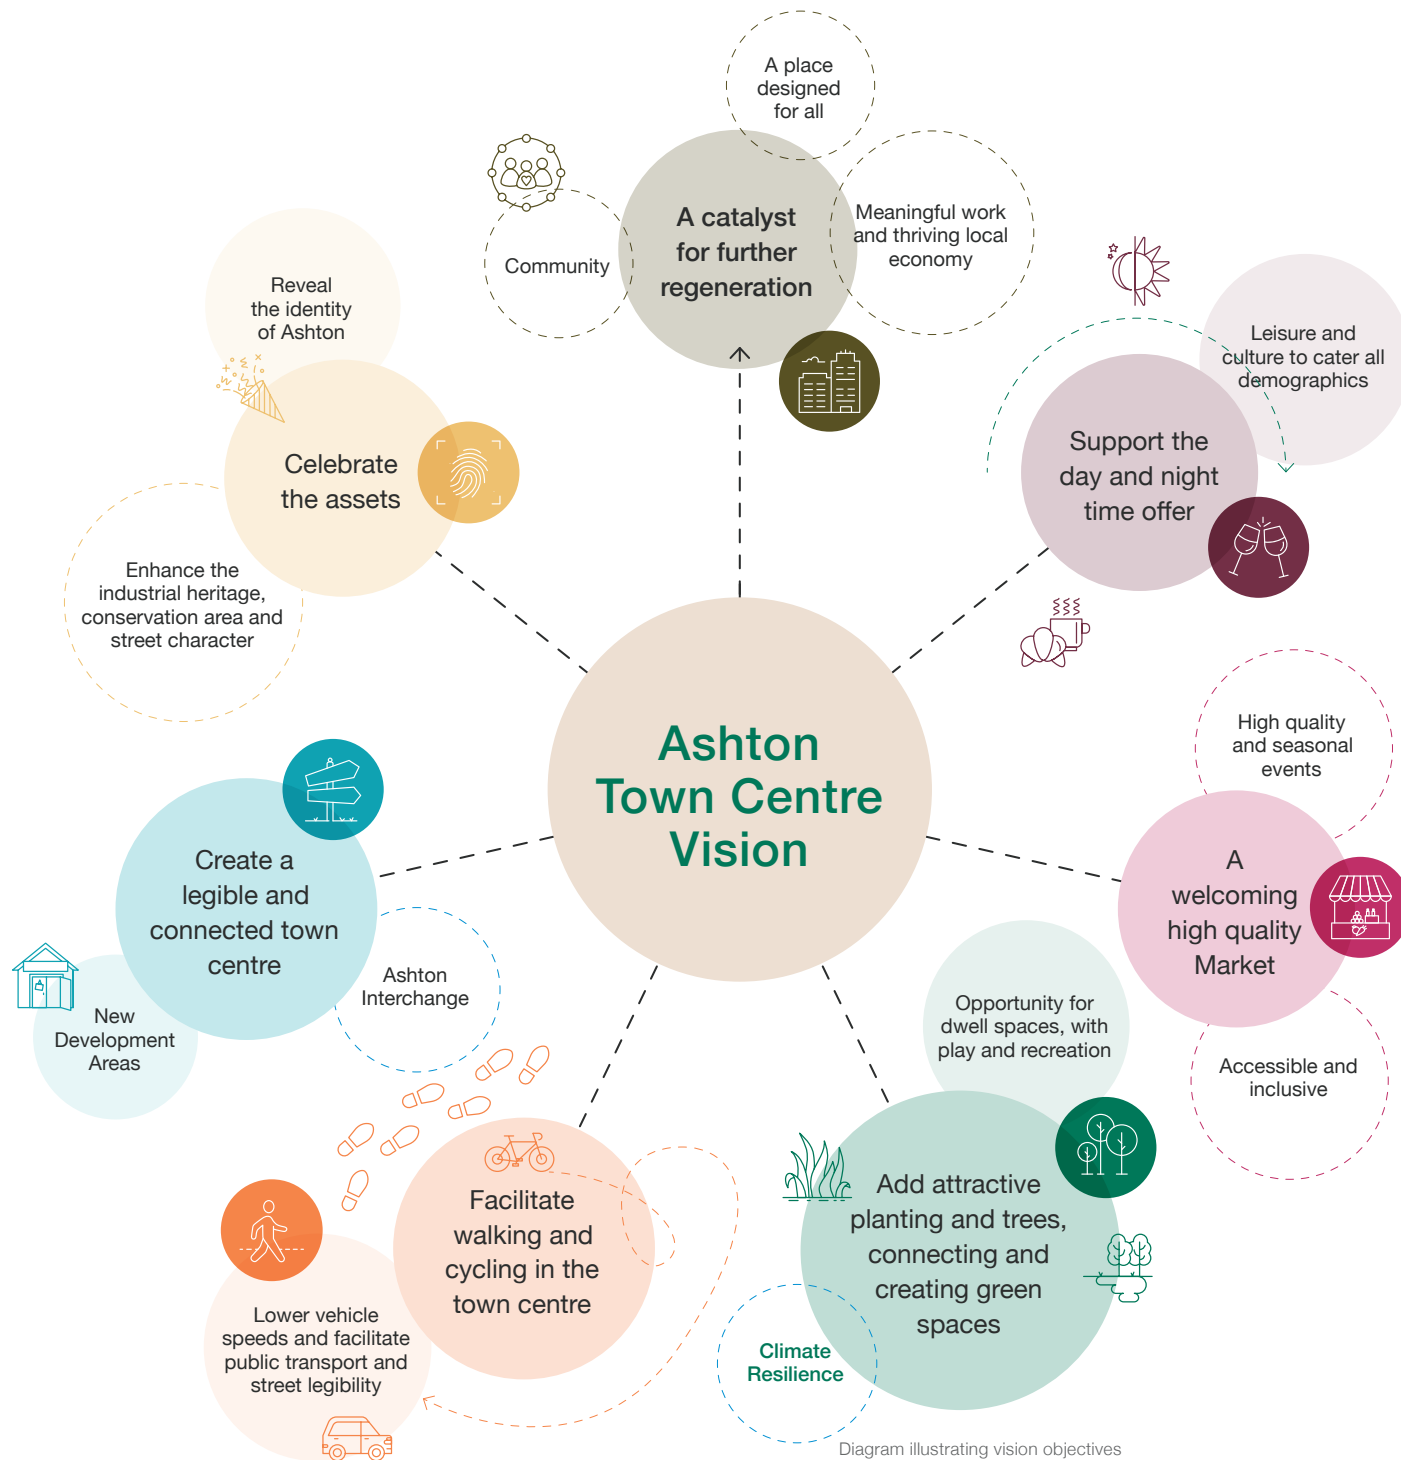 A place
designed
for all
A catalyst
for further
regeneration
Meaningful work
and thriving local
economy
Community
Reveal
the identity
of Ashton
Celebrate
the assets
Enhance the
industrial heritage,
conservation area and
street character
Leisure and
culture to cater all
demographics
Support the
day and night
time offer
Ashton
Town Centre
Vision
High quality
and seasonal
events
A
welcoming
high quality
Market
Accessible and
inclusive
Create a
legible and
connected town
centre
Ashton
Interchange
New
Development
Areas
Opportunity for
dwell spaces, with
play and recreation
Add attractive
planting and trees,
connecting and
creating green
spaces
Climate
Resilience
Facilitate
walking and
cycling in the
town centre
Lower vehicle
speeds and facilitate
public transport and
street legibility
Diagram illustrating vision objectives